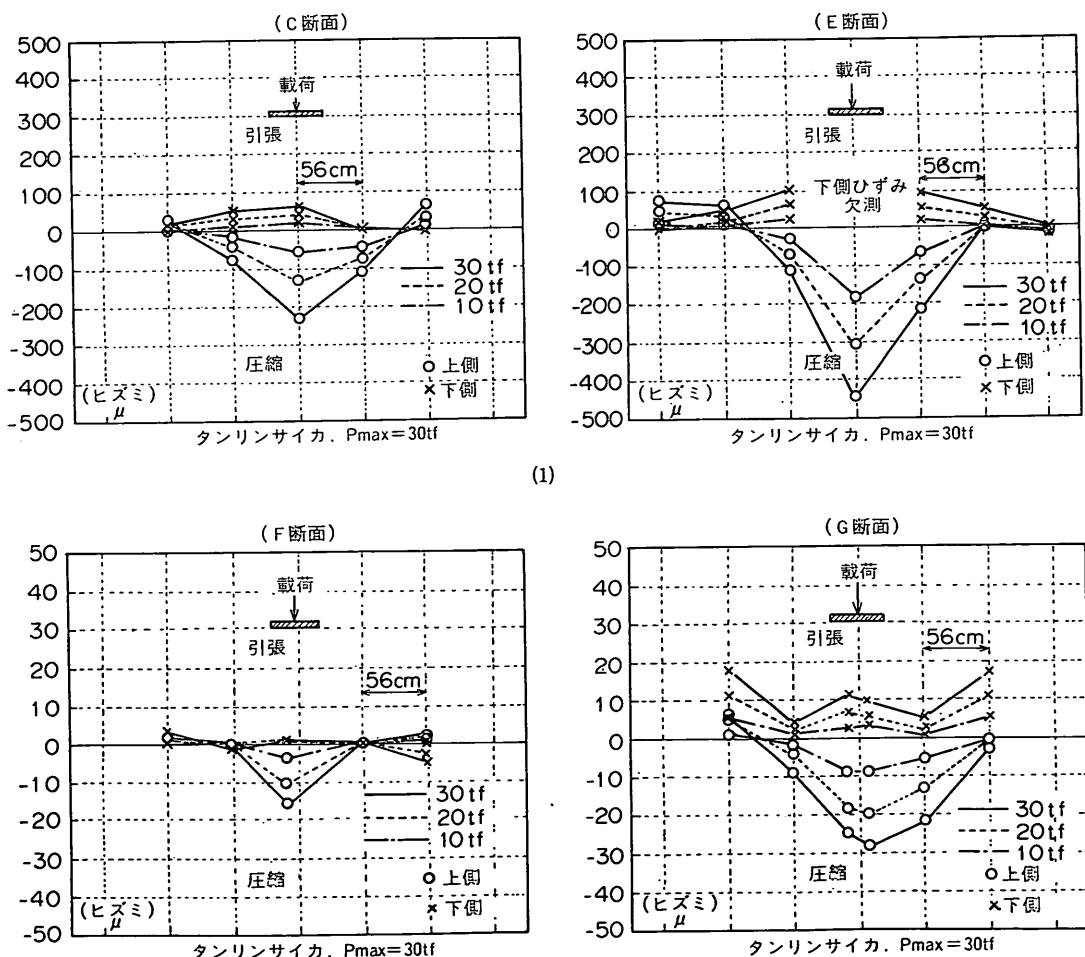 (C断面)
500
400
300
200
100
0
-100
-200
-300
-400
-500
載荷
引張
56cm
30tf
20tf
10tf
圧縮
上側
下側
(ヒズミ)
μ
タンリンサイカ. Pmax=30tf
(E断面)
500
400
300
200
100
0
-100
-200
-300
-400
-500
載荷
引張
56cm
下側ひずみ
欠測
30tf
20tf
10tf
圧縮
上側
下側
(ヒズミ)
μ
タンリンサイカ. Pmax=30tf
(1)
(F断面)
50
40
30
20
10
0
-10
-20
-30
-40
-50
載荷
引張
56cm
30tf
20tf
10tf
圧縮
上側
下側
(ヒズミ)
μ
タンリンサイカ. Pmax=30tf
(G断面)
50
40
30
20
10
0
-10
-20
-30
-40
-50
載荷
引張
56cm
30tf
20tf
10tf
圧縮
上側
下側
(ヒズミ)
μ
タンリンサイカ. Pmax=30tf